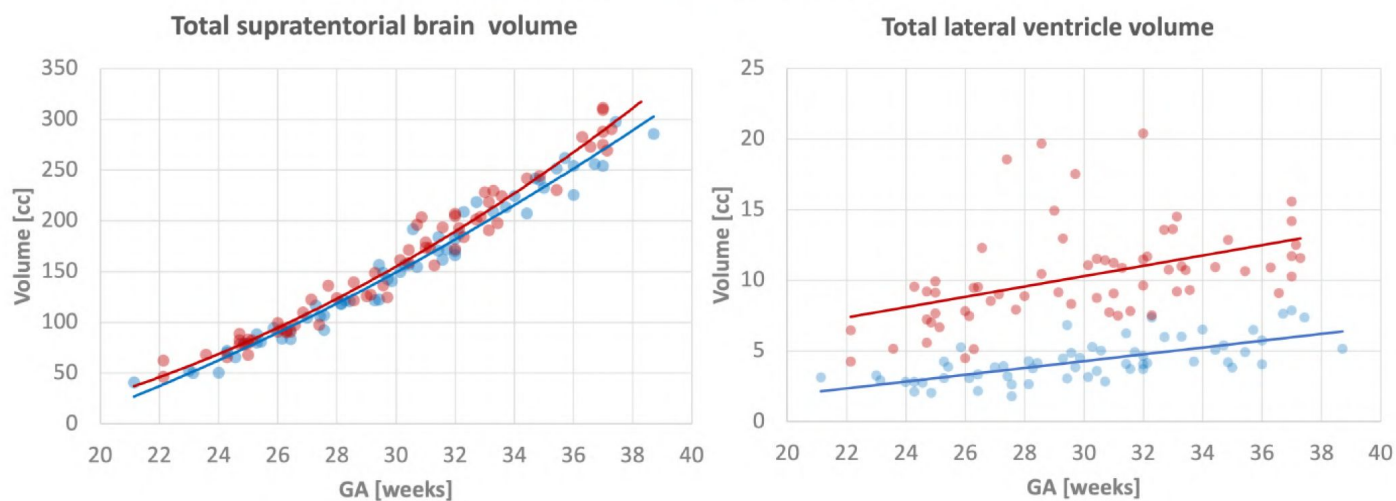 Total supratentorial brain volume
350
300
250
200
150
100
50
0
Volume [cc]
20 22 24 26 28 30 32 34 36 38 40
GA [weeks]
Total lateral ventricle volume
25
20
15
10
5
0
Volume [cc]
20 22 24 26 28 30 32 34 36 38 40
GA [weeks]